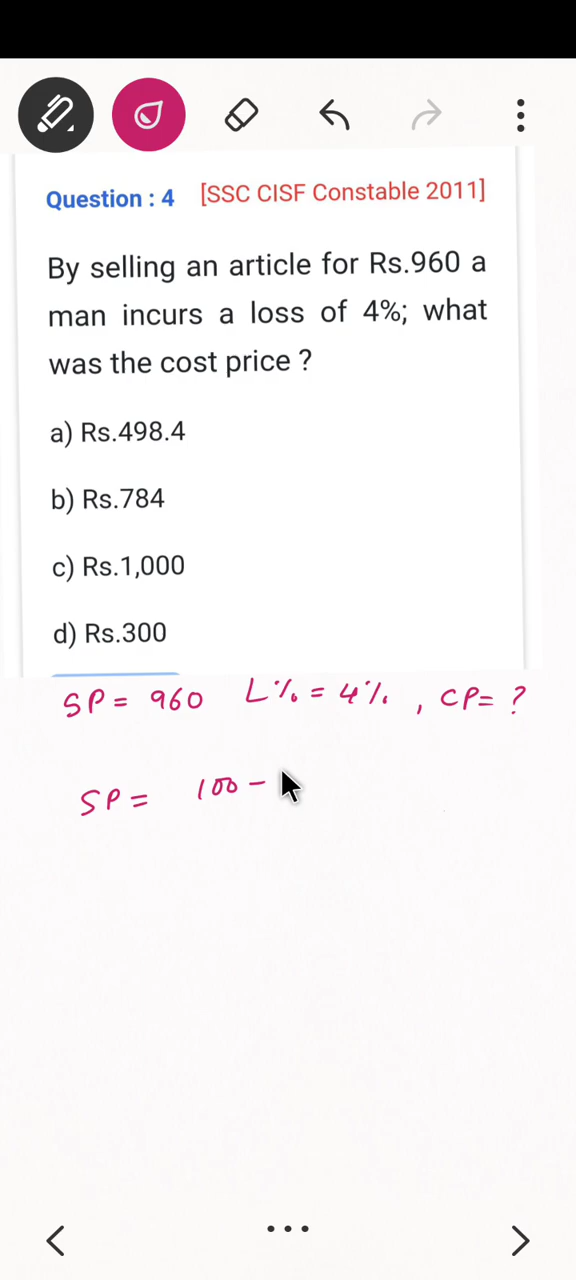 Question : 4 [SSC CISF Constable 2011]
By selling an article for Rs.960 a
man incurs a loss of 4%; what
was the cost price ?
a) Rs.498.4
b) Rs.784
c) Rs.1,000
d) Rs.300
SP = 960 L% = 4% , CP= ?
SP = 100 -